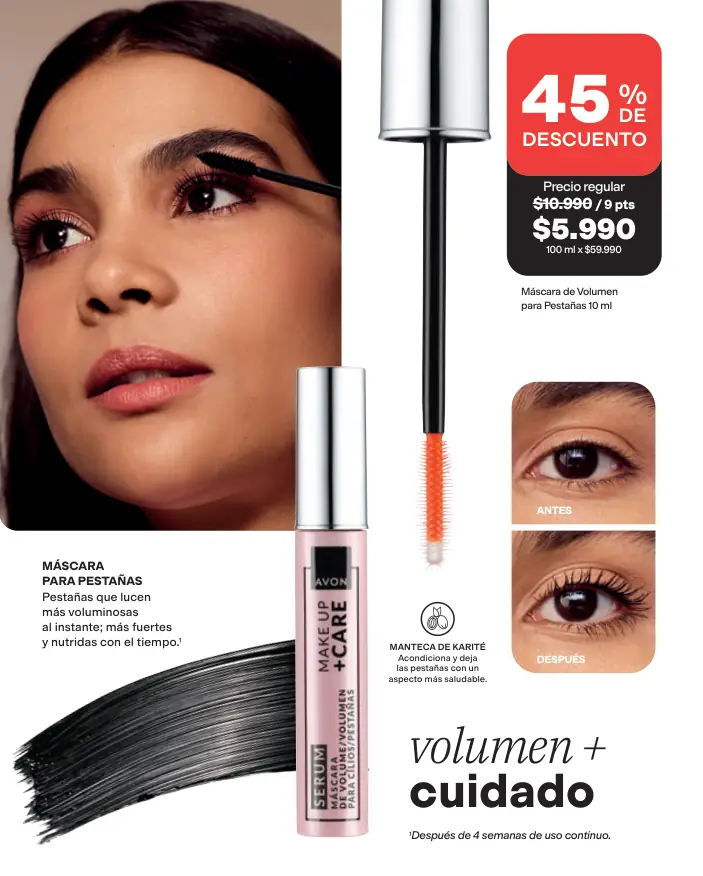 45 %
DE
DESCUENTO
Precio regular
$10.990 / 9 pts
$5.990
100 ml x $59.990
Máscara de Volumen
para Pestañas 10 ml
ANTES
DESPUÉS
MÁSCARA
PARA PESTAÑAS
Pestañas que lucen
más voluminosas
al instante; más fuertes
y nutridas con el tiempo.¹
AVON
MAKE UP
+CARE
SERUM
MÁSCARA
DE VOLUME/VOLUMEN
PARA CÍLIOS/PESTAÑAS
MANTECA DE KARITÉ
Acondiciona y deja
las pestañas con un
aspecto más saludable.
volumen +
cuidado
¹Después de 4 semanas de uso continuo.